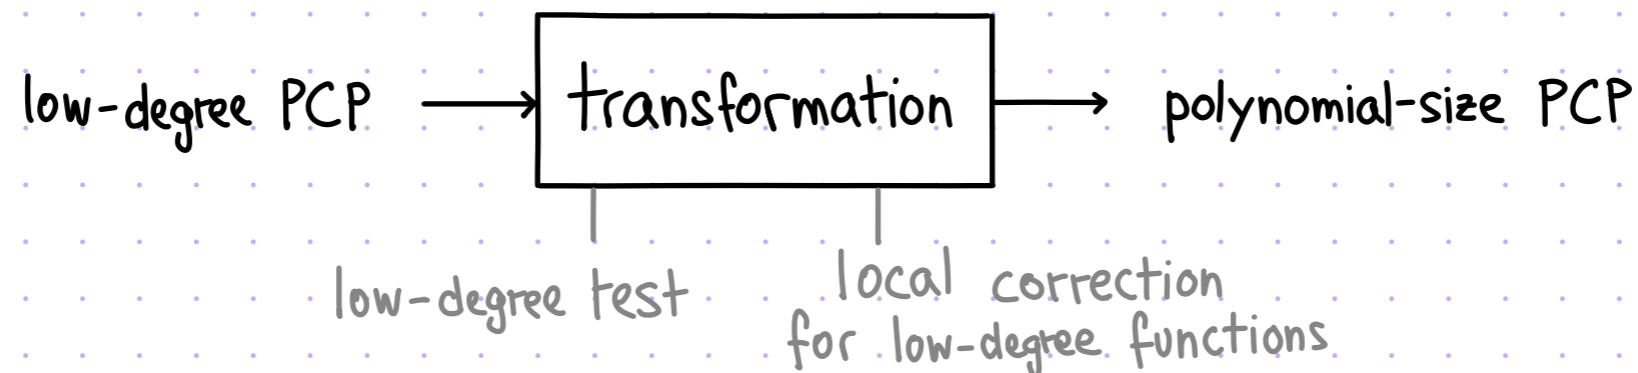 low-degree PCP
transformation
polynomial-size PCP
low-degree test
local correction
for low-degree functions